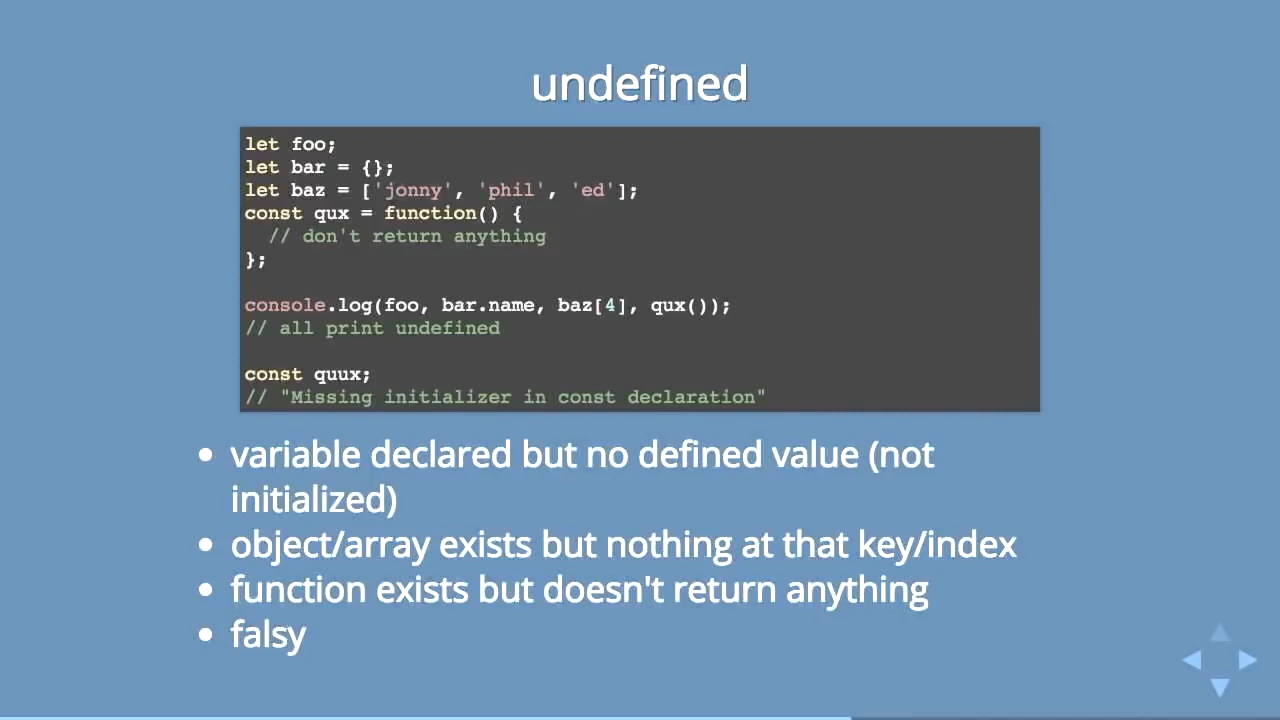 undefined
let foo;
let bar = {};
let baz = ['jonny', 'phil', 'ed'];
const qux = function() {
  // don't return anything
};
console.log(foo, bar.name, baz[4], qux());
// all print undefined
const quux;
// "Missing initializer in const declaration"
• variable declared but no defined value (not
initialized)
• object/array exists but nothing at that key/index
• function exists but doesn't return anything
• falsy